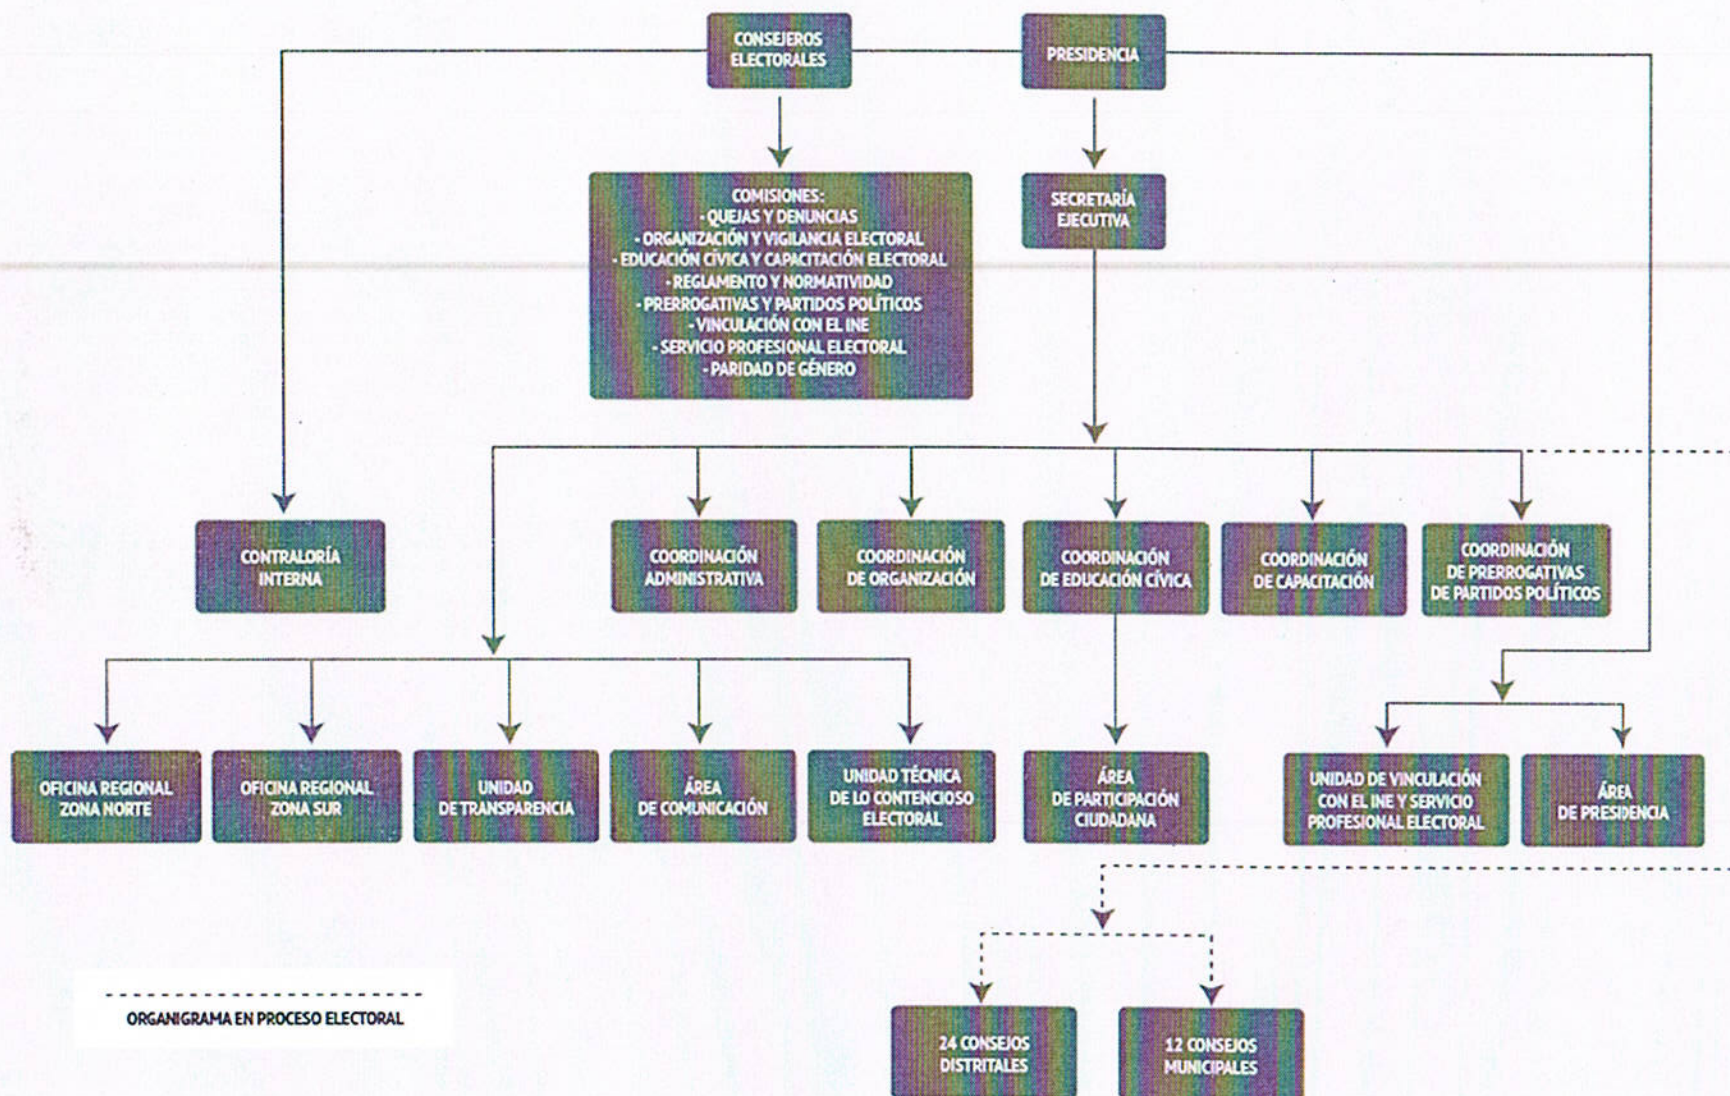 CONSEJEROS
ELECTORALES
PRESIDENCIA
COMISIONES:
- QUEJAS Y DENUNCIAS
- ORGANIZACIÓN Y VIGILANCIA ELECTORAL
- EDUCACIÓN CÍVICA Y CAPACITACIÓN ELECTORAL
- REGLAMENTO Y NORMATIVIDAD
- PRERROGATIVAS Y PARTIDOS POLÍTICOS
- VINCULACIÓN CON EL INE
- SERVICIO PROFESIONAL ELECTORAL
- PARIDAD DE GÉNERO
SECRETARÍA
EJECUTIVA
CONTRALORÍA
INTERNA
COORDINACIÓN
ADMINISTRATIVA
COORDINACIÓN
DE ORGANIZACIÓN
COORDINACIÓN
DE EDUCACIÓN CÍVICA
COORDINACIÓN
DE CAPACITACIÓN
COORDINACIÓN
DE PRERROGATIVAS
DE PARTIDOS POLÍTICOS
OFICINA REGIONAL
ZONA NORTE
OFICINA REGIONAL
ZONA SUR
UNIDAD
DE TRANSPARENCIA
ÁREA
DE COMUNICACIÓN
UNIDAD TÉCNICA
DE LO CONTENCIOSO
ELECTORAL
ÁREA
DE PARTICIPACIÓN
CIUDADANA
UNIDAD DE VINCULACIÓN
CON EL INE Y SERVICIO
PROFESIONAL ELECTORAL
ÁREA
DE PRESIDENCIA
ORGANIGRAMA EN PROCESO ELECTORAL
24 CONSEJOS
DISTRITALES
12 CONSEJOS
MUNICIPALES